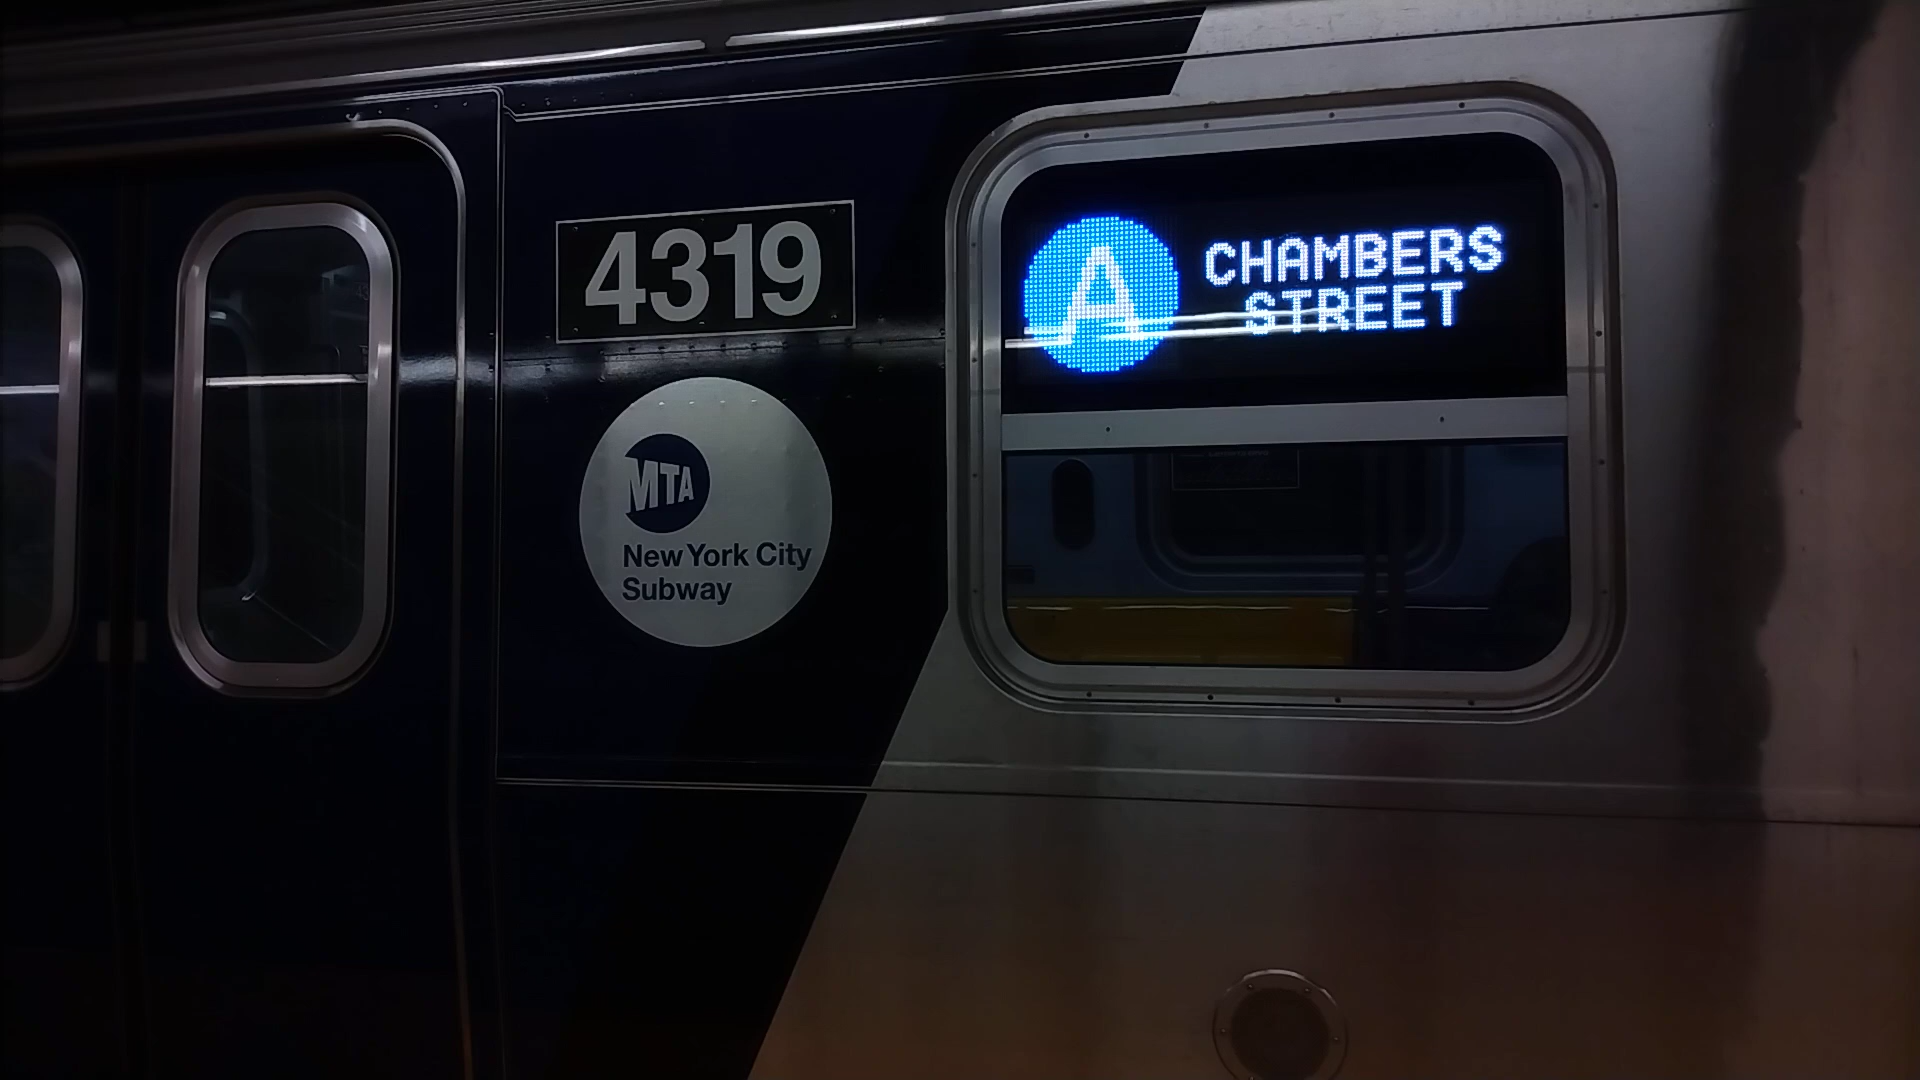 4319
MTA
New York City
Subway
A
CHAMBERS
STREET